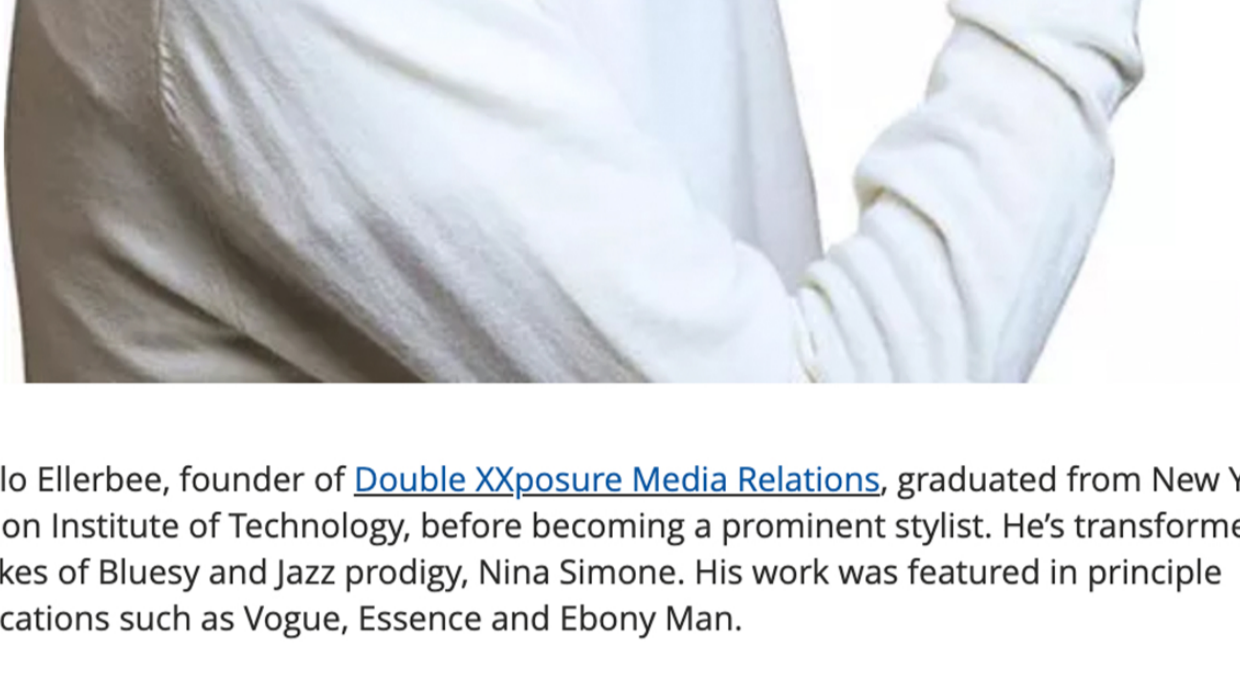 lo Ellerbee, founder of Double XXposure Media Relations, graduated from New Y
on Institute of Technology, before becoming a prominent stylist. He’s transforme
kes of Bluesy and Jazz prodigy, Nina Simone. His work was featured in principle
cations such as Vogue, Essence and Ebony Man.